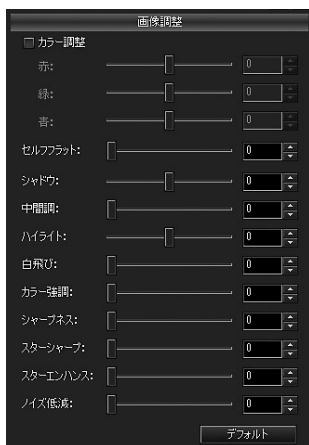 画像調整
カラー調整
赤: 0
緑: 0
青: 0
セルフフラット: 0
シャドウ: 0
中間調: 0
ハイライト: 0
白飛び: 0
カラー強調: 0
シャープネス: 0
スターシャープ: 0
スターエンハンス: 0
ノイズ低減: 0
デフォルト